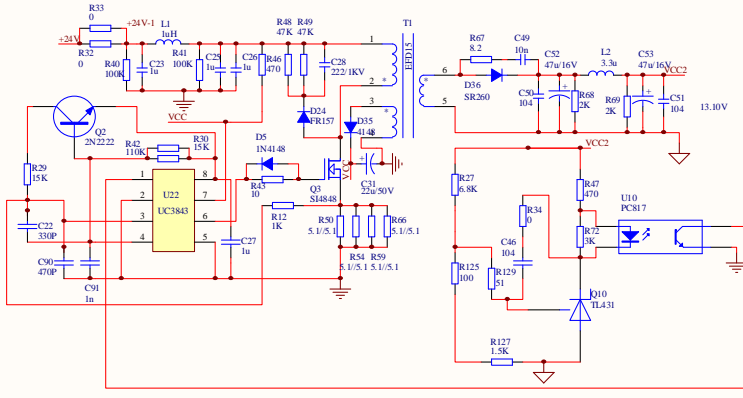 R33
0
+24V-1
+24V
R32
0
L1
1uH
R40
100K
C23
1u
R41
100K
C25
1u
C26
1u
R46
470
R48
47K
R49
47K
C28
222/1KV
T1
EFD15
1
2
3
6
5
R67
8.2
C49
10n
D36
SR260
C52
47u/16V
L2
3.3u
C53
47u/16V
VCC2
C50
104
R68
2K
R69
2K
C51
104
13.10V
VCC
D24
FR157
D35
4148
Q2
2N2222
R42
110K
R30
15K
D5
1N4148
R43
10
Q3
SI4848
VCC
C31
22u/50V
VCC2
R29
15K
U22
UC3843
1
2
3
4
8
7
6
5
R12
1K
C22
330P
C90
470P
C91
1n
C27
1u
R50
5.1//5.1
R66
5.1//5.1
R54
5.1//5.1
R59
5.1//5.1
R27
6.8K
R34
0
R47
470
U10
PC817
R72
3K
C46
104
R125
100
R129
51
Q10
TL431
R127
1.5K